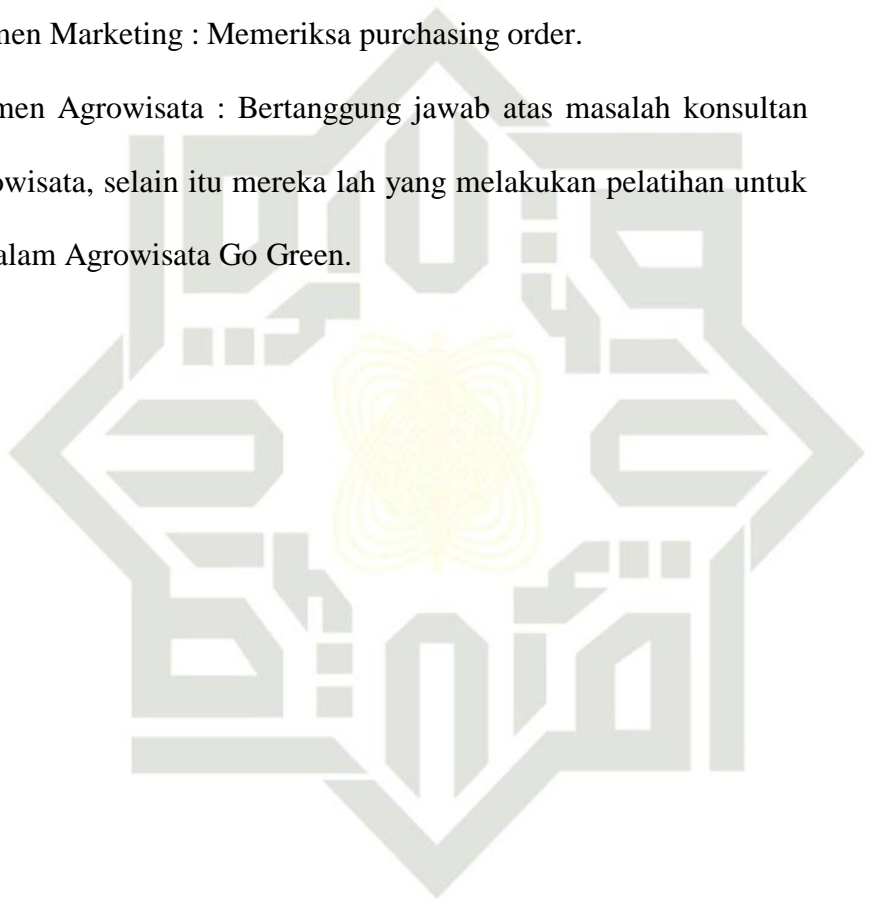 men Marketing : Memeriksa purchasing order.
men Agrowisata : Bertanggung jawab atas masalah konsultan
owisata, selain itu mereka lah yang melakukan pelatihan untuk
alam Agrowisata Go Green.